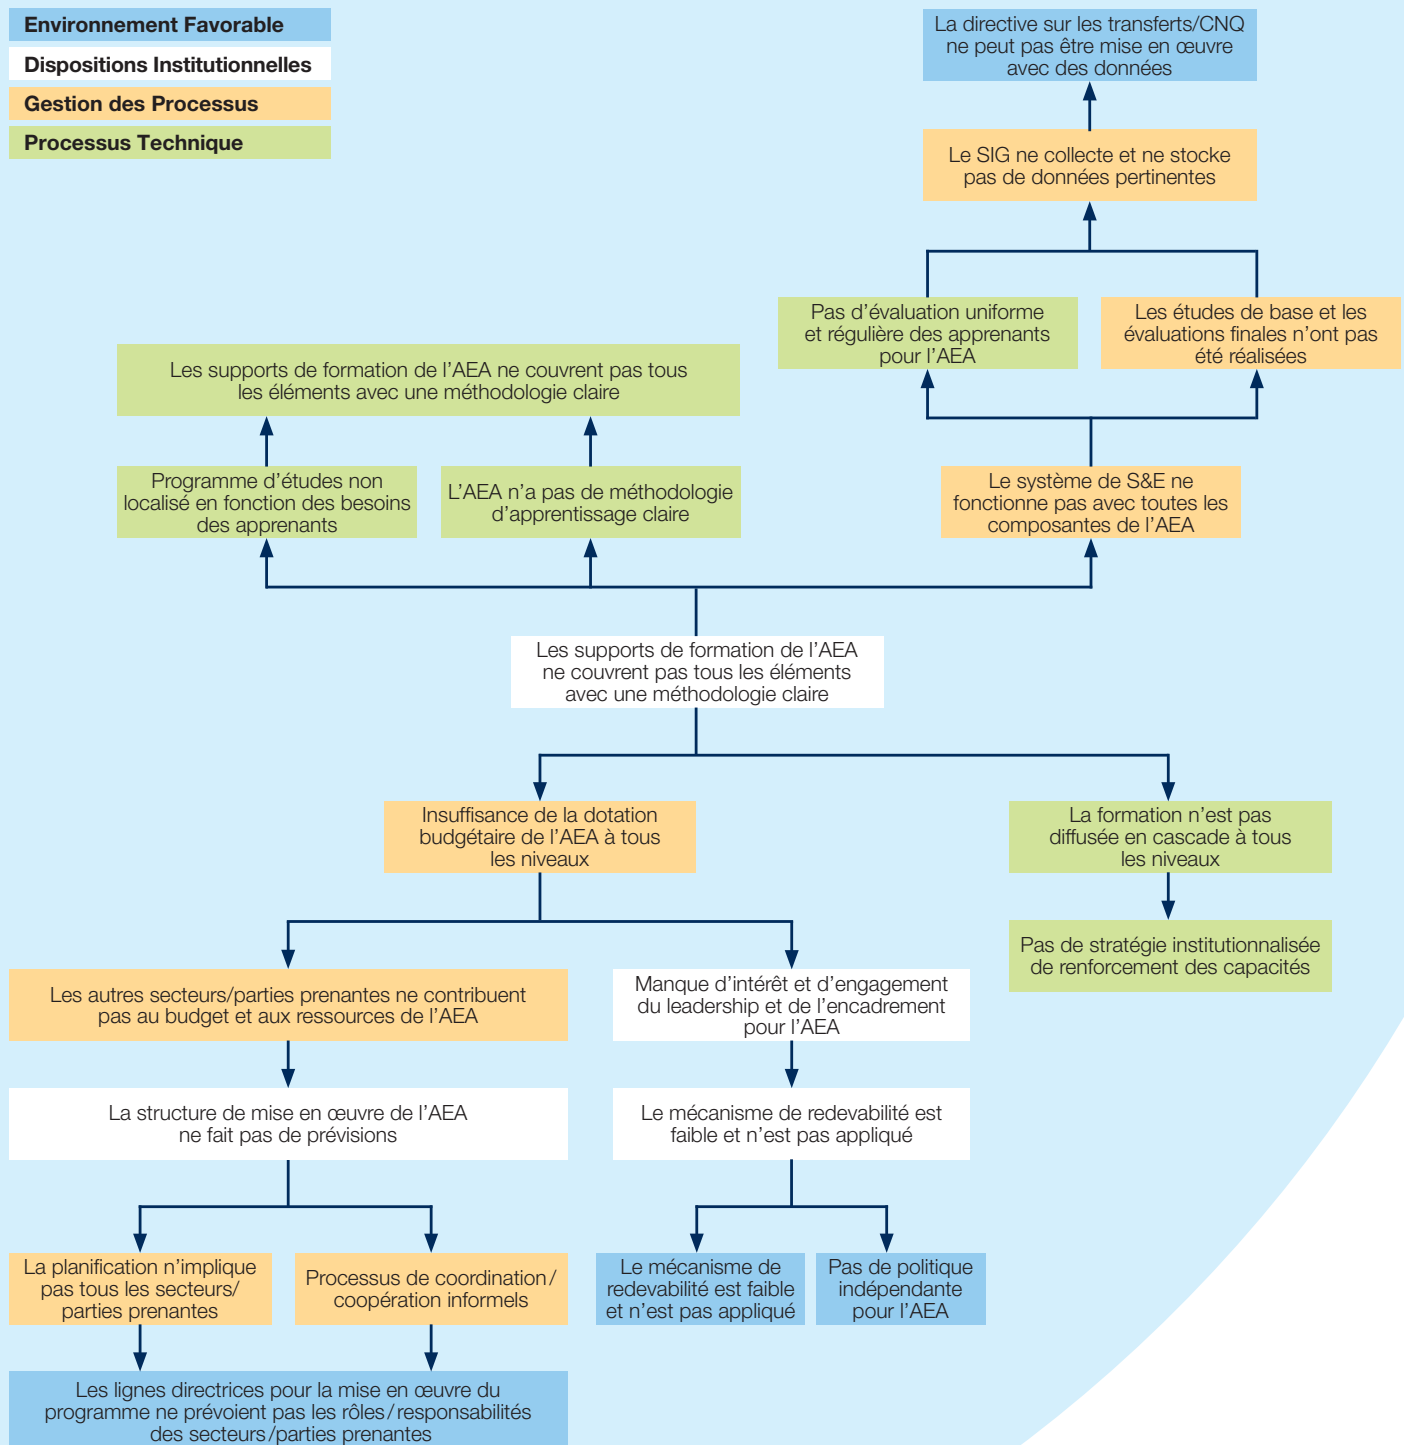 Environnement Favorable
Dispositions Institutionnelles
Gestion des Processus
Processus Technique
La directive sur les transferts/CNQ
ne peut pas être mise en œuvre
avec des données
Le SIG ne collecte et ne stocke
pas de données pertinentes
Pas d’évaluation uniforme
et régulière des apprenants
pour l’AEA
Les études de base et les
évaluations finales n’ont pas
été réalisées
Les supports de formation de l’AEA ne couvrent pas tous
les éléments avec une méthodologie claire
Programme d’études non
localisé en fonction des besoins
des apprenants
L’AEA n’a pas de méthodologie
d’apprentissage claire
Le système de S&E ne
fonctionne pas avec toutes les
composantes de l’AEA
Les supports de formation de l’AEA
ne couvrent pas tous les éléments
avec une méthodologie claire
Insuffisance de la dotation
budgétaire de l’AEA à tous
les niveaux
La formation n’est pas
diffusée en cascade à tous
les niveaux
Pas de stratégie institutionnalisée
de renforcement des capacités
Les autres secteurs/parties prenantes ne contribuent
pas au budget et aux ressources de l’AEA
Manque d’intérêt et d’engagement
du leadership et de l’encadrement
pour l’AEA
La structure de mise en œuvre de l’AEA
ne fait pas de prévisions
Le mécanisme de redevabilité est
faible et n’est pas appliqué
La planification n’implique
pas tous les secteurs/
parties prenantes
Processus de coordination/
coopération informels
Le mécanisme de
redevabilité est faible
et n’est pas appliqué
Pas de politique
indépendante
pour l’AEA
Les lignes directrices pour la mise en œuvre du
programme ne prévoient pas les rôles/responsabilités
des secteurs/parties prenantes